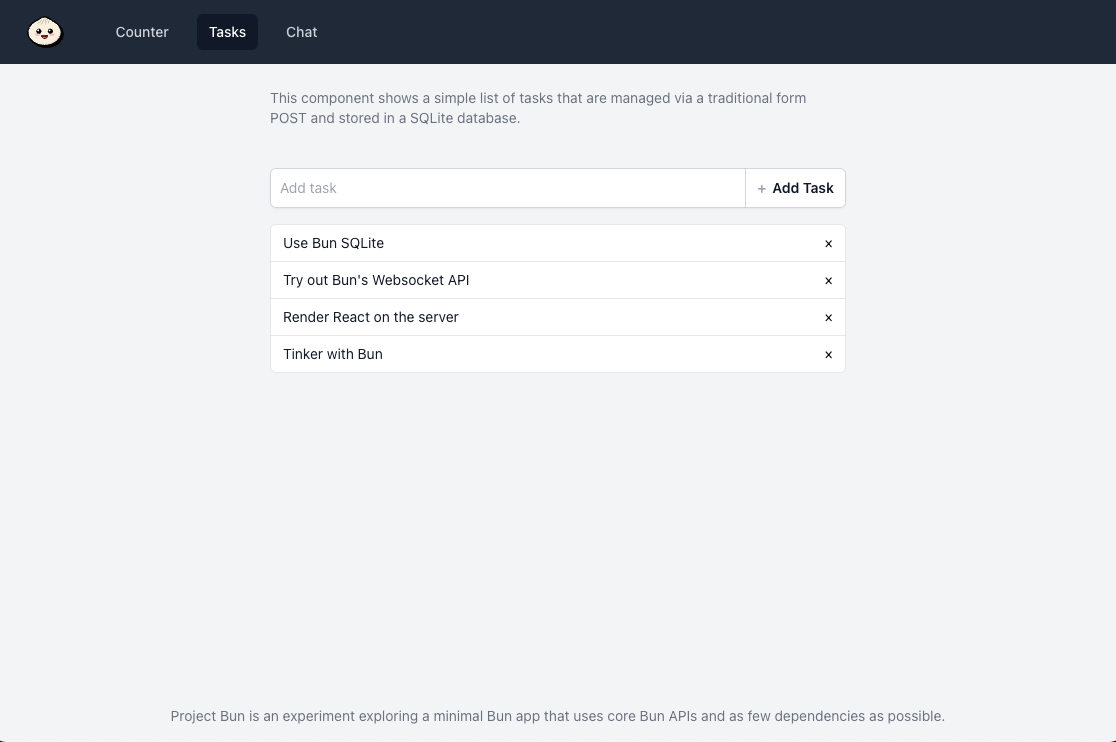 Counter Tasks Chat
This component shows a simple list of tasks that are managed via a traditional form
POST and stored in a SQLite database.
Add task + Add Task
Use Bun SQLite x
Try out Bun's Websocket API x
Render React on the server x
Tinker with Bun x
Project Bun is an experiment exploring a minimal Bun app that uses core Bun APIs and as few dependencies as possible.